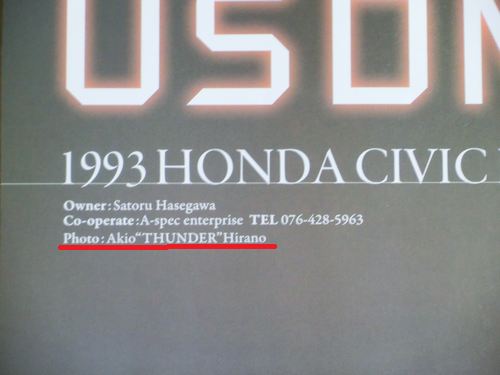 1993 HONDA CIVIC
Owner:Satoru Hasegawa
Co-operate:A-spec enterprise TEL 076-428-5963
Photo:Akio“THUNDER”Hirano